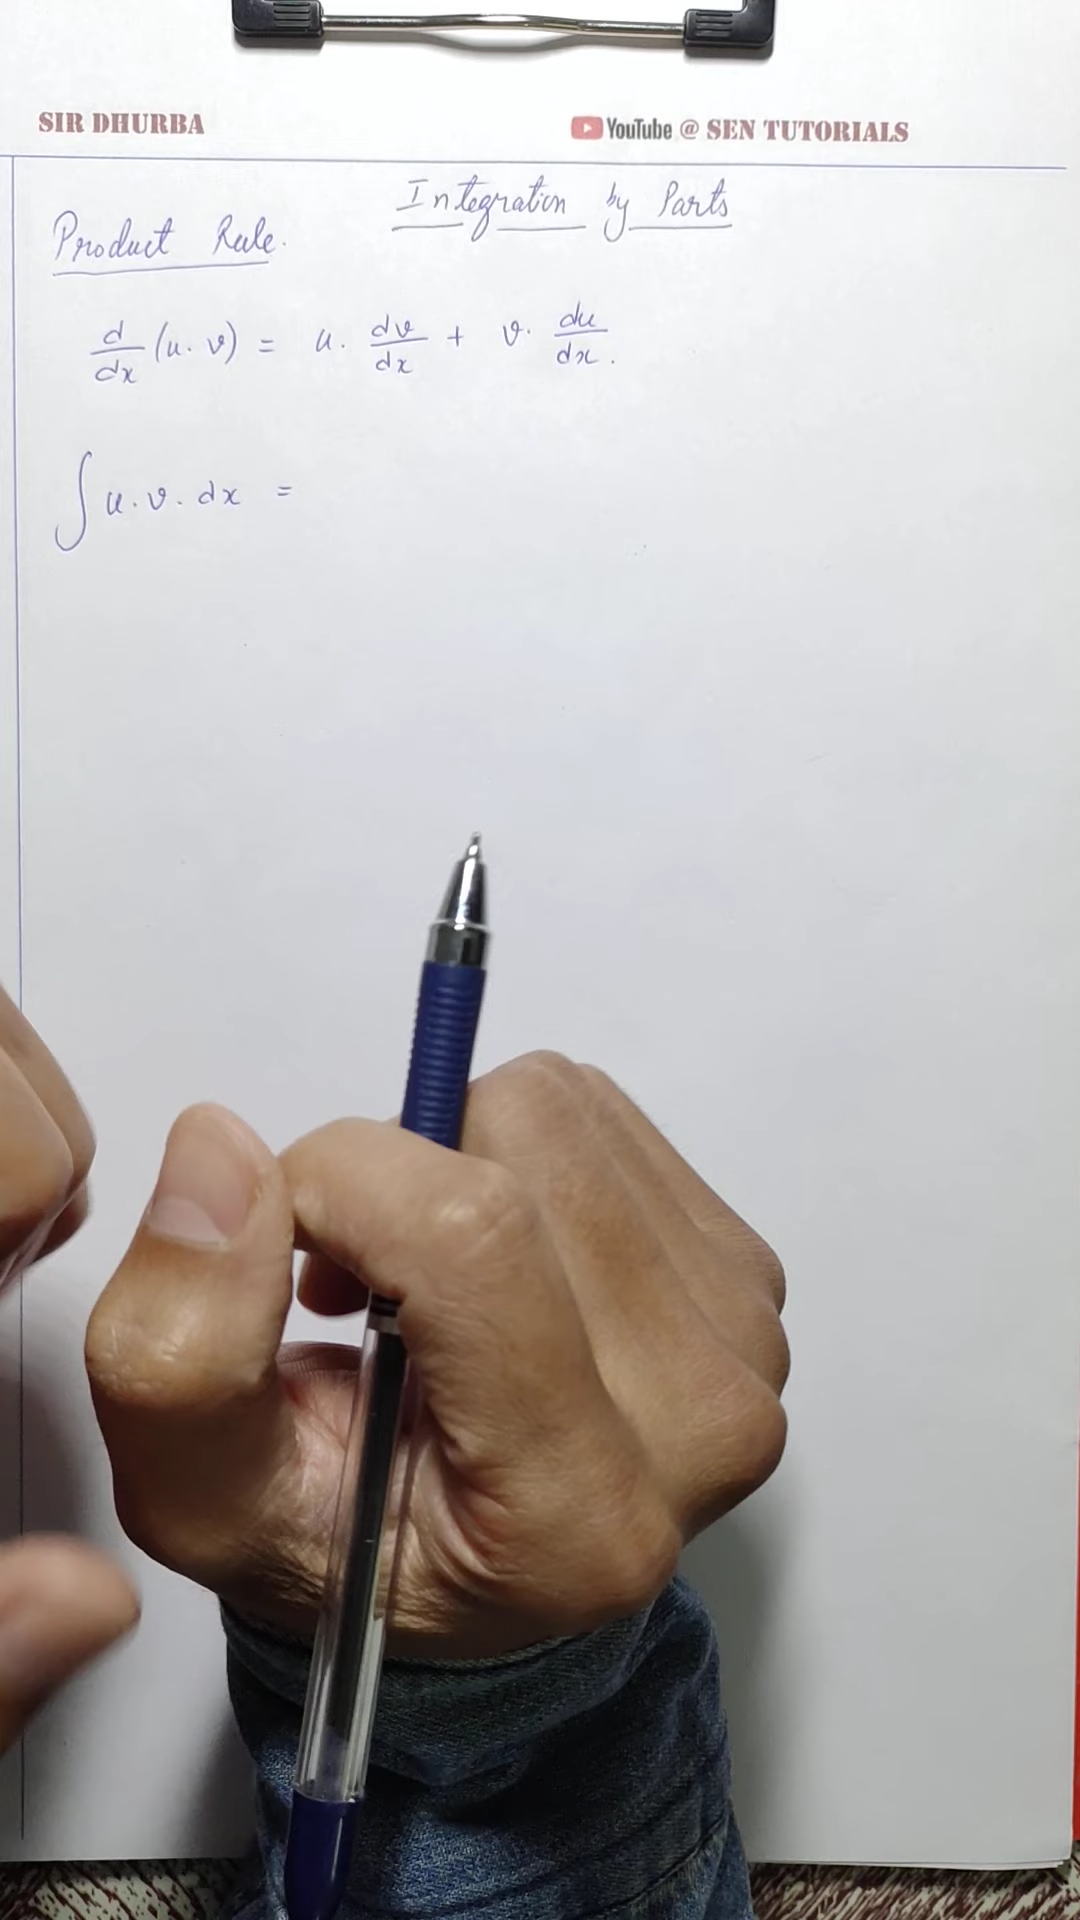 SIR DHURBA
YouTube @ SEN TUTORIALS
Integration by Parts
Product Rule.
d/dx (u. v) = u. dv/dx + v. du/dx.
∫ u. v. dx =